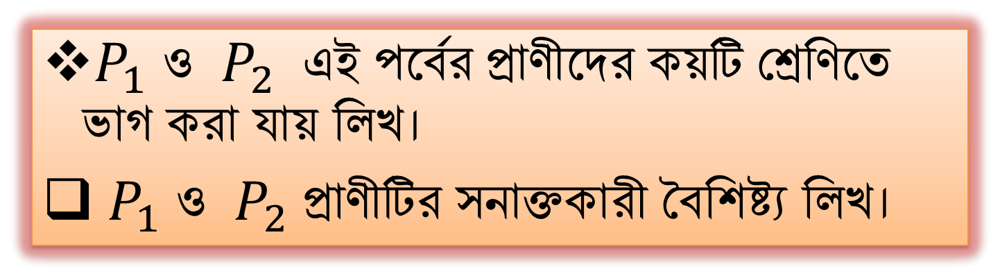 ❖P₁ ও P₂ এই পর্বের প্রাণীদের কয়টি শ্রেণিতে
ভাগ করা যায় লিখ।
❑ P₁ ও P₂ প্রাণীটির সনাক্তকারী বৈশিষ্ট্য লিখ।